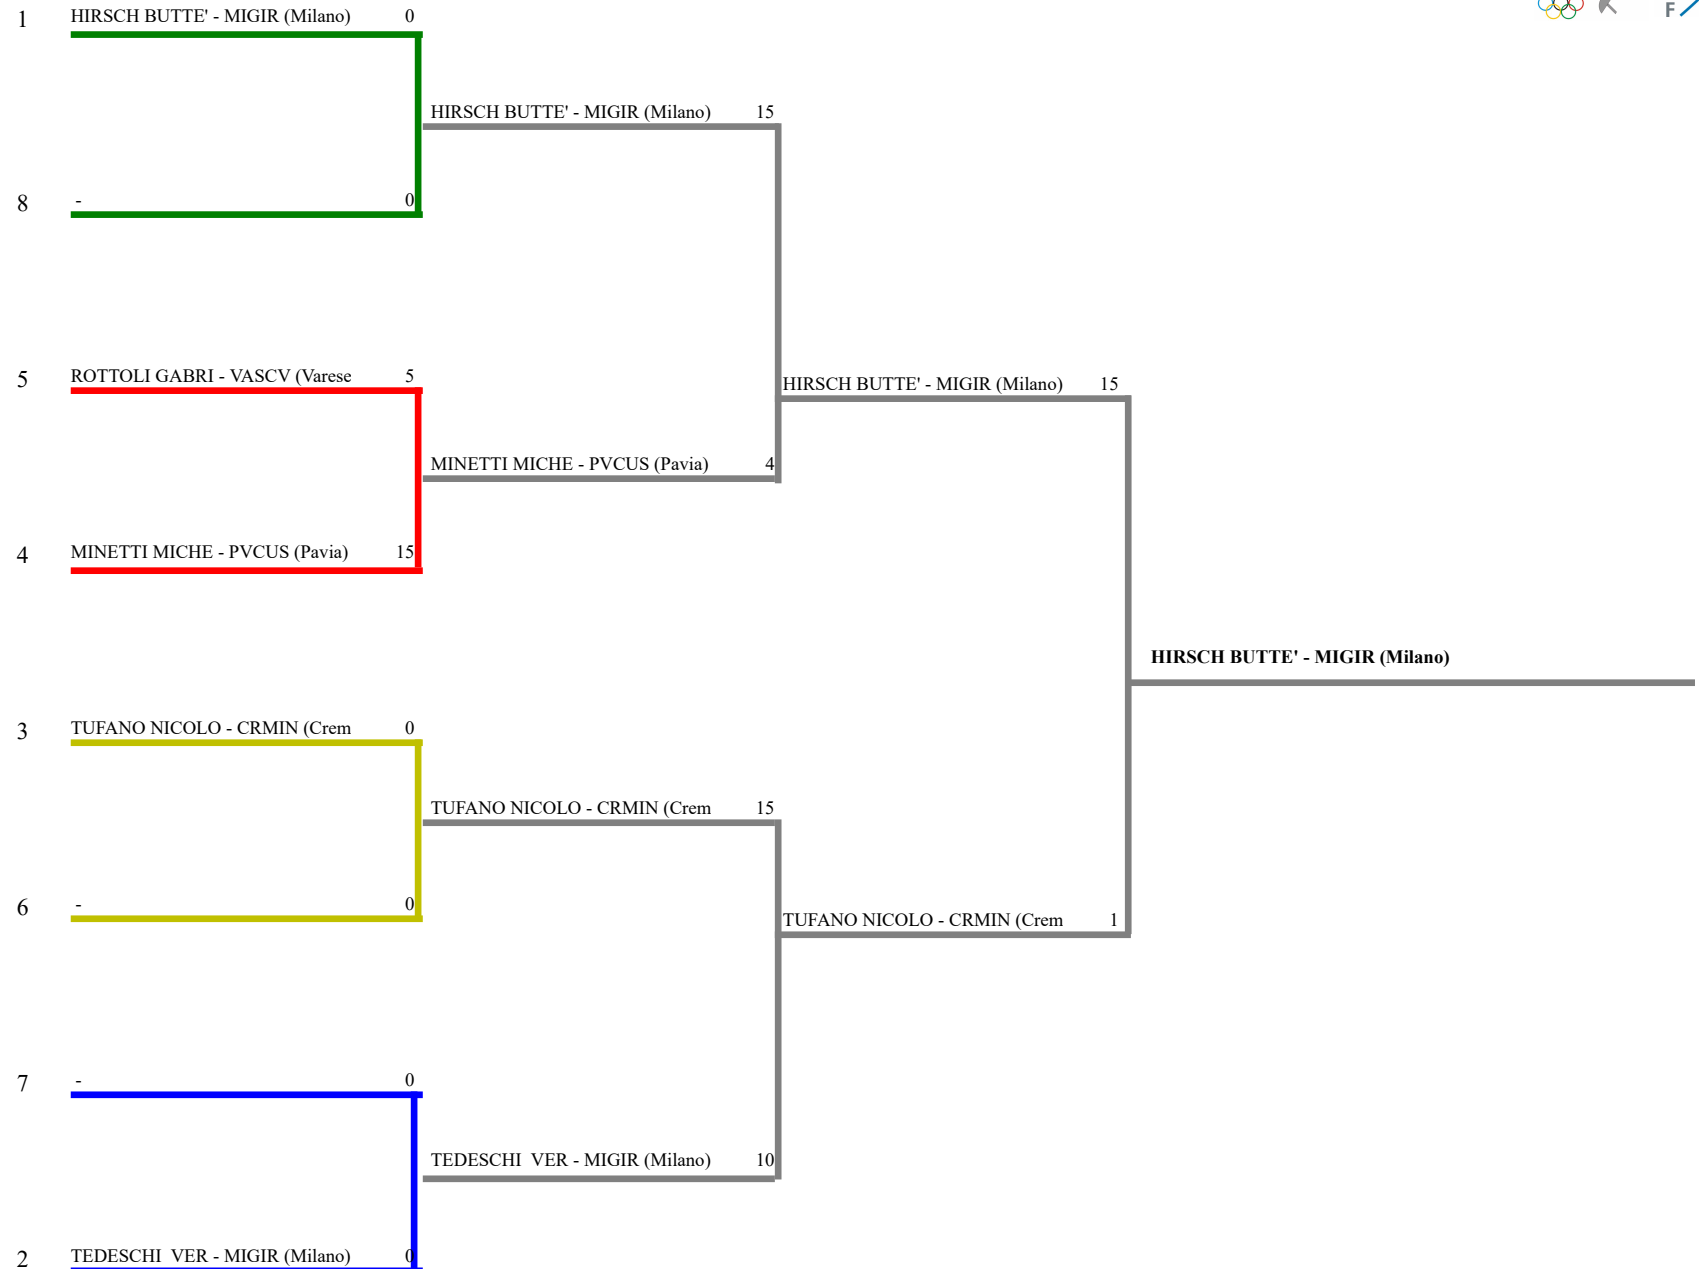 F
1 HIRSCH BUTTE' - MIGIR (Milano) 0
HIRSCH BUTTE' - MIGIR (Milano) 15
8 - 0
5 ROTTOLI GABRI - VASCV (Varese 5
HIRSCH BUTTE' - MIGIR (Milano) 15
MINETTI MICHE - PVCUS (Pavia) 4
4 MINETTI MICHE - PVCUS (Pavia) 15
HIRSCH BUTTE' - MIGIR (Milano)
3 TUFANO NICOLO - CRMIN (Crem 0
TUFANO NICOLO - CRMIN (Crem 15
6 - 0
TUFANO NICOLO - CRMIN (Crem 1
7 - 0
TEDESCHI  VER - MIGIR (Milano) 10
2 TEDESCHI  VER - MIGIR (Milano) 0